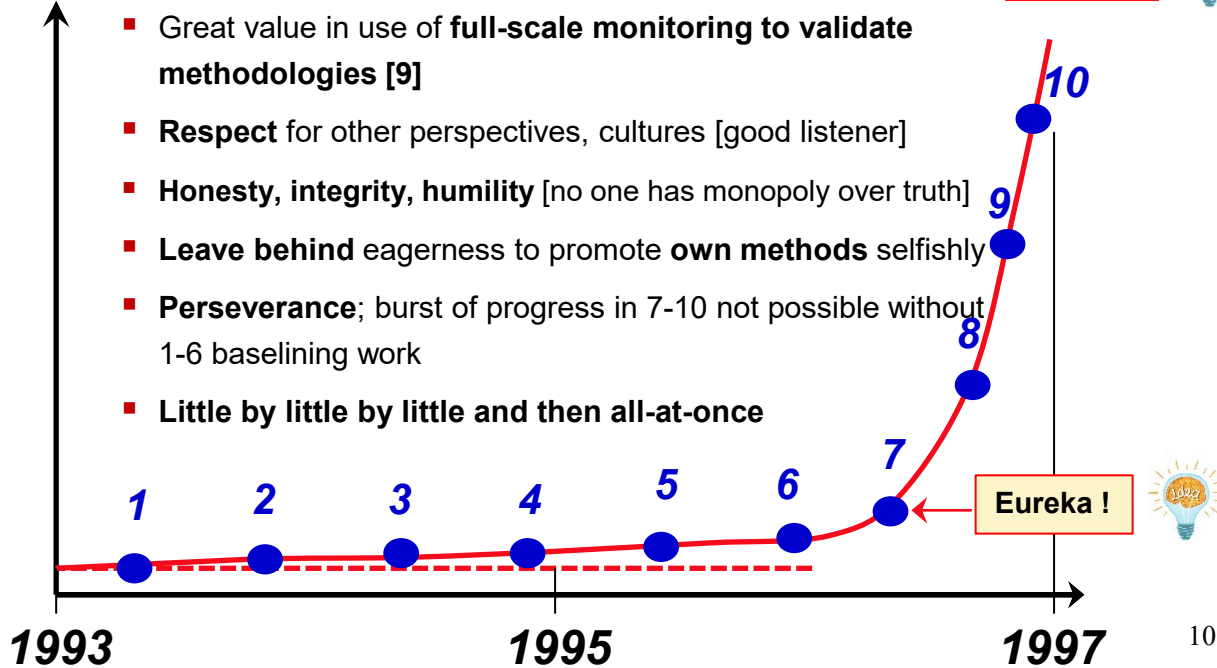 ▪ Great value in use of full-scale monitoring to validate
methodologies [9]
▪ Respect for other perspectives, cultures [good listener]
▪ Honesty, integrity, humility [no one has monopoly over truth]
▪ Leave behind eagerness to promote own methods selfishly
▪ Perseverance; burst of progress in 7-10 not possible without
1-6 baselining work
▪ Little by little by little and then all-at-once
10
9
8
7
1
2
3
4
5
6
Eureka !
Idea
1993
1995
1997
10